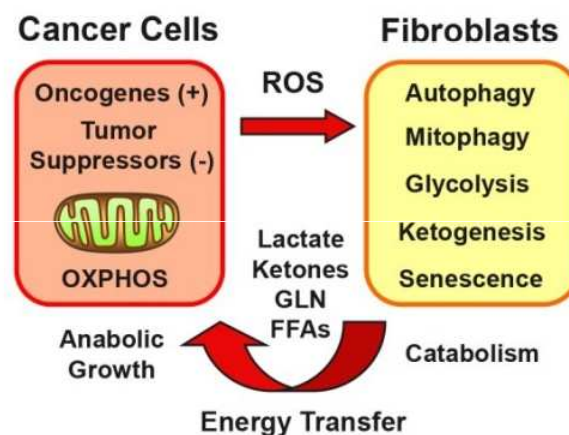 Cancer Cells
Oncogenes (+)
Tumor
Suppressors (-)
OXPHOS
ROS
Fibroblasts
Autophagy
Mitophagy
Glycolysis
Ketogenesis
Senescence
Lactate
Ketones
GLN
FFAs
Anabolic
Growth
Catabolism
Energy Transfer